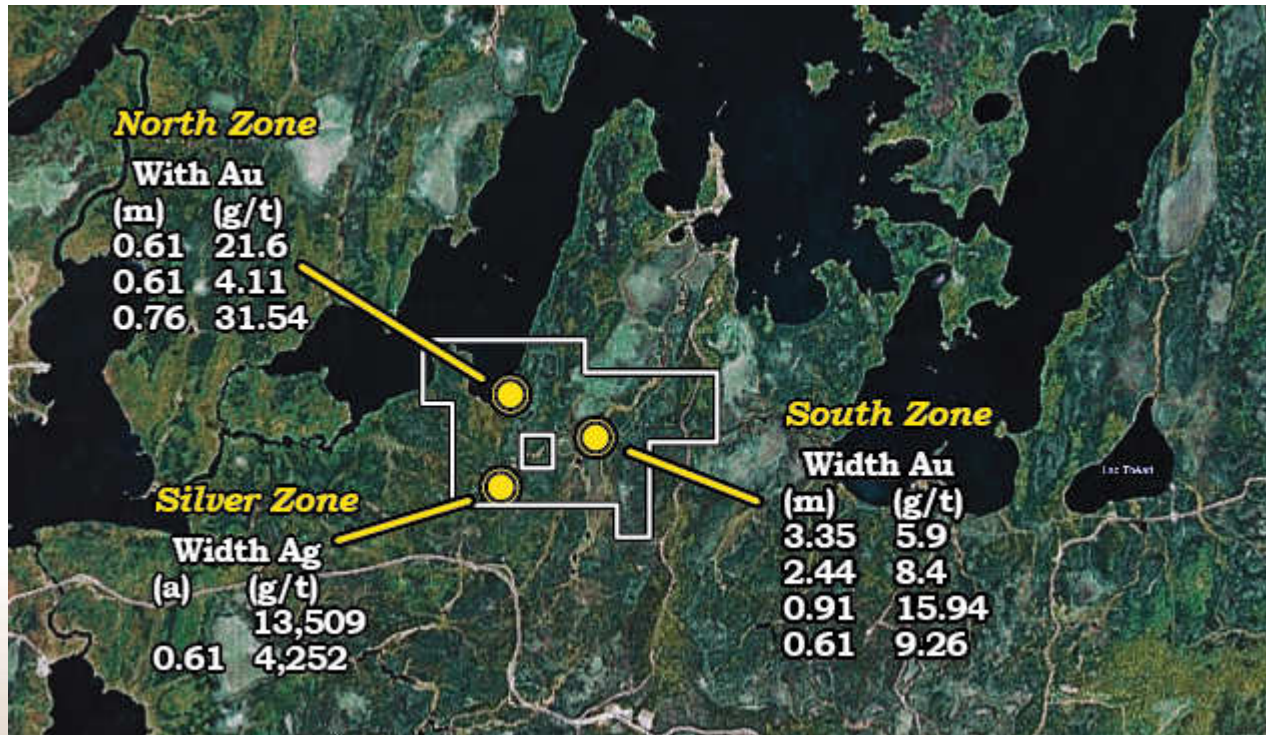 North Zone
With Au
(m) (g/t)
0.61 21.6
0.61 4.11
0.76 31.54
South Zone
Width Au
(m) (g/t)
3.35 5.9
2.44 8.4
0.91 15.94
0.61 9.26
Silver Zone
Width Ag
(a) (g/t)
13,509
0.61 4,252
Lac